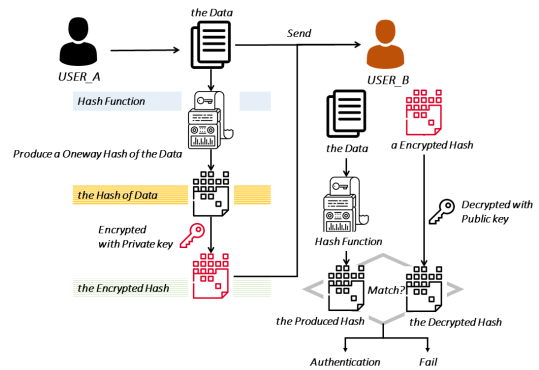 the Data
Send
USER_A
USER_B
Hash Function
Produce a Oneway Hash of the Data
the Hash of Data
Encrypted
with Private key
the Encrypted Hash
the Data
a Encrypted Hash
Decrypted with
Public key
Hash Function
Match?
the Produced Hash
the Decrypted Hash
Authentication
Fail